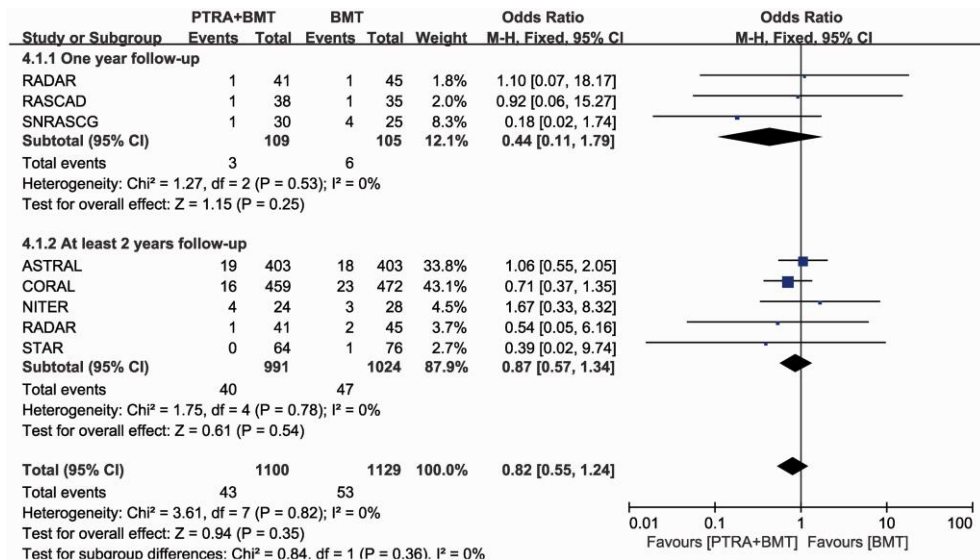 PTRA+BMT BMT Odds Ratio Odds Ratio
Study or Subgroup Events Total Events Total Weight M-H, Fixed, 95% CI M-H, Fixed, 95% CI
4.1.1 One year follow-up
RADAR 1 41 1 45 1.8% 1.10 [0.07, 18.17]
RASCAD 1 38 1 35 2.0% 0.92 [0.06, 15.27]
SNRASCG 1 30 4 25 8.3% 0.18 [0.02, 1.74]
Subtotal (95% CI) 109 105 12.1% 0.44 [0.11, 1.79]
Total events 3 6
Heterogeneity: Chi² = 1.27, df = 2 (P = 0.53); I² = 0%
Test for overall effect: Z = 1.15 (P = 0.25)
4.1.2 At least 2 years follow-up
ASTRAL 19 403 18 403 33.8% 1.06 [0.55, 2.05]
CORAL 16 459 23 472 43.1% 0.71 [0.37, 1.35]
NITER 4 24 3 28 4.5% 1.67 [0.33, 8.32]
RADAR 1 41 2 45 3.7% 0.54 [0.05, 6.16]
STAR 0 64 1 76 2.7% 0.39 [0.02, 9.74]
Subtotal (95% CI) 991 1024 87.9% 0.87 [0.57, 1.34]
Total events 40 47
Heterogeneity: Chi² = 1.75, df = 4 (P = 0.78); I² = 0%
Test for overall effect: Z = 0.61 (P = 0.54)
Total (95% CI) 1100 1129 100.0% 0.82 [0.55, 1.24]
Total events 43 53
Heterogeneity: Chi² = 3.61, df = 7 (P = 0.82); I² = 0%
Test for overall effect: Z = 0.94 (P = 0.35)
Test for subgroup differences: Chi² = 0.84, df = 1 (P = 0.36), I² = 0%
0.01 0.1 1 10 100
Favours [PTRA+BMT] Favours [BMT]